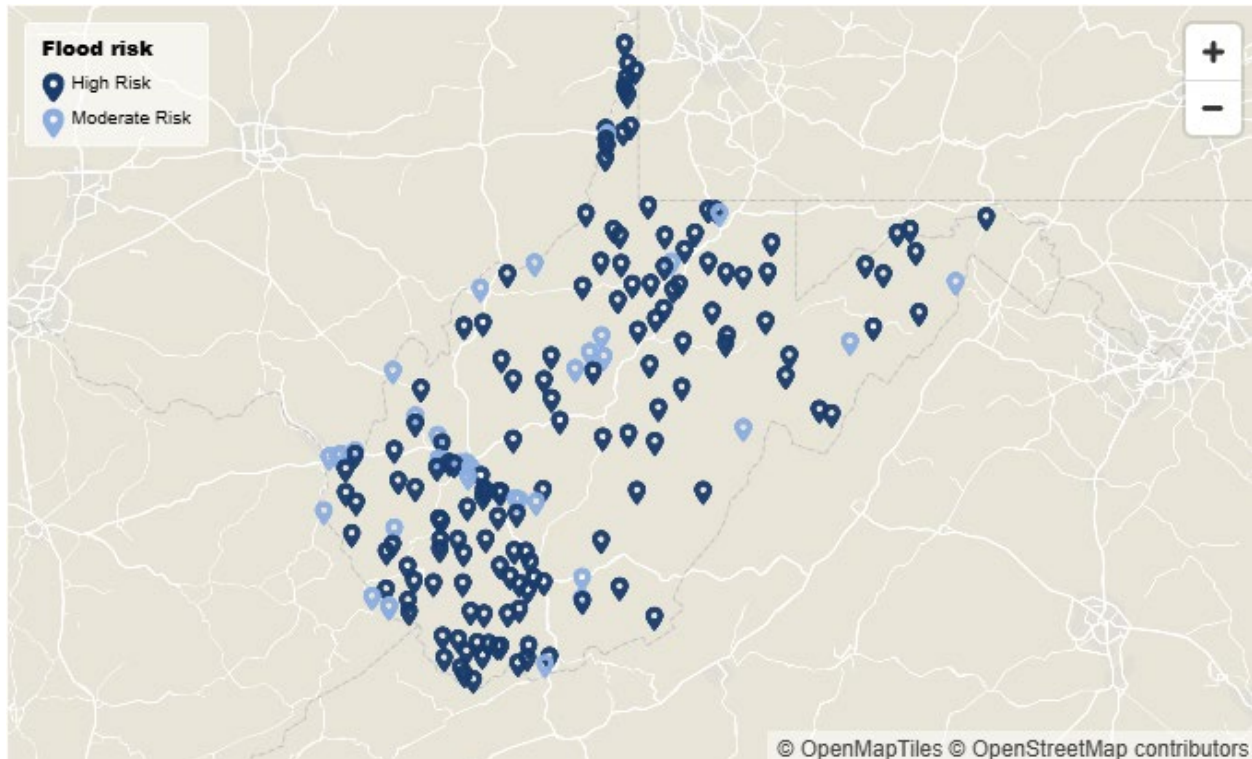 Flood risk
High Risk
Moderate Risk
+
−
© OpenMapTiles © OpenStreetMap contributors